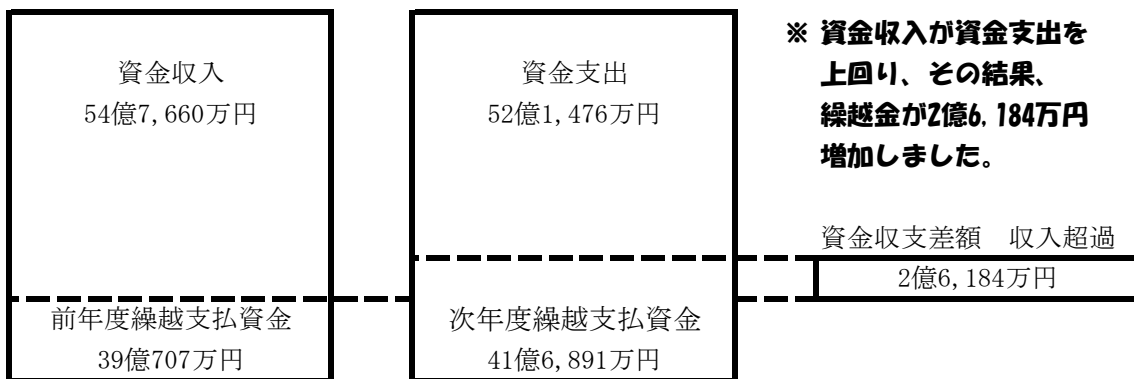 資金収入
54億7,660万円
前年度繰越支払資金
39億707万円
資金支出
52億1,476万円
次年度繰越支払資金
41億6,891万円
※ 資金収入が資金支出を
上回り、その結果、
繰越金が2億6,184万円
増加しました。
資金収支差額　収入超過
2億6,184万円